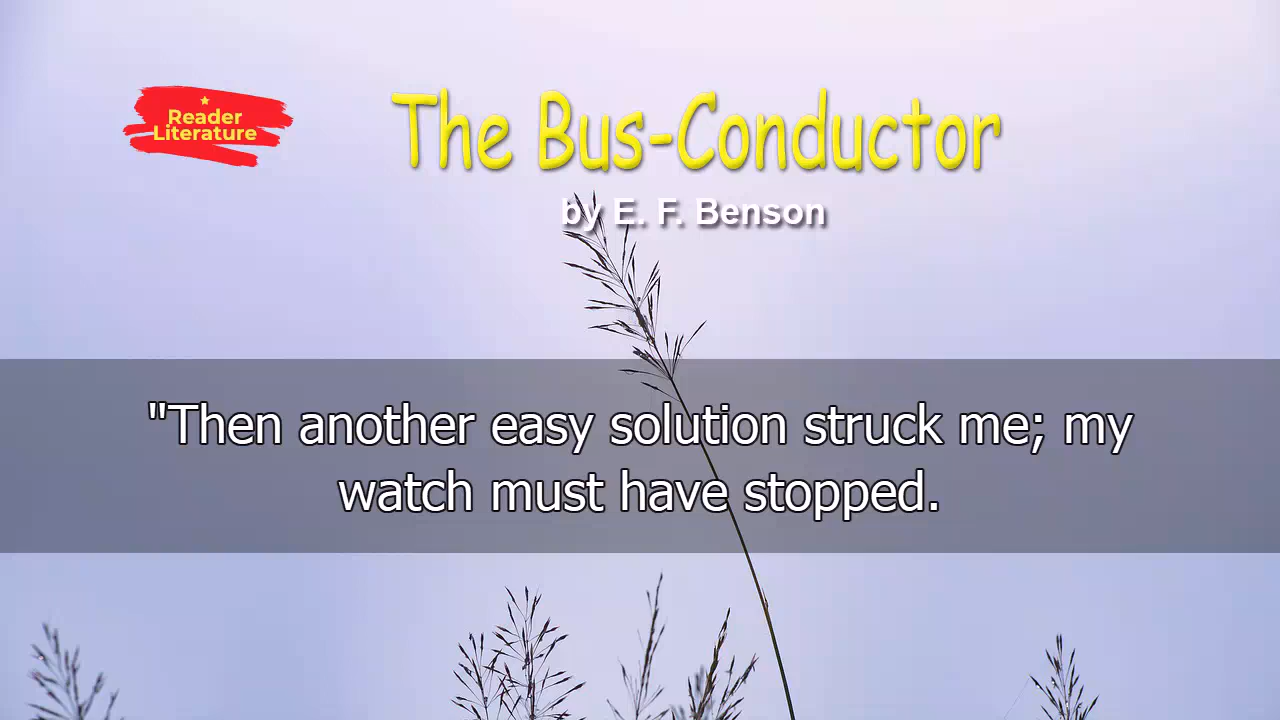 Reader
Literature
The Bus-Conductor
by E. F. Benson
"Then another easy solution struck me; my
watch must have stopped.